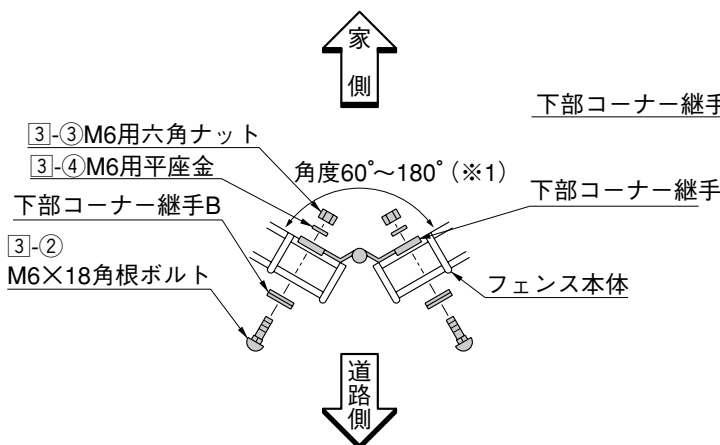 家側
下部コーナー継手
3-③M6用六角ナット
3-④M6用平座金
角度60°～180°(※1)
下部コーナー継手B
下部コーナー継手
3-②
M6×18角根ボルト
フェンス本体
道路側